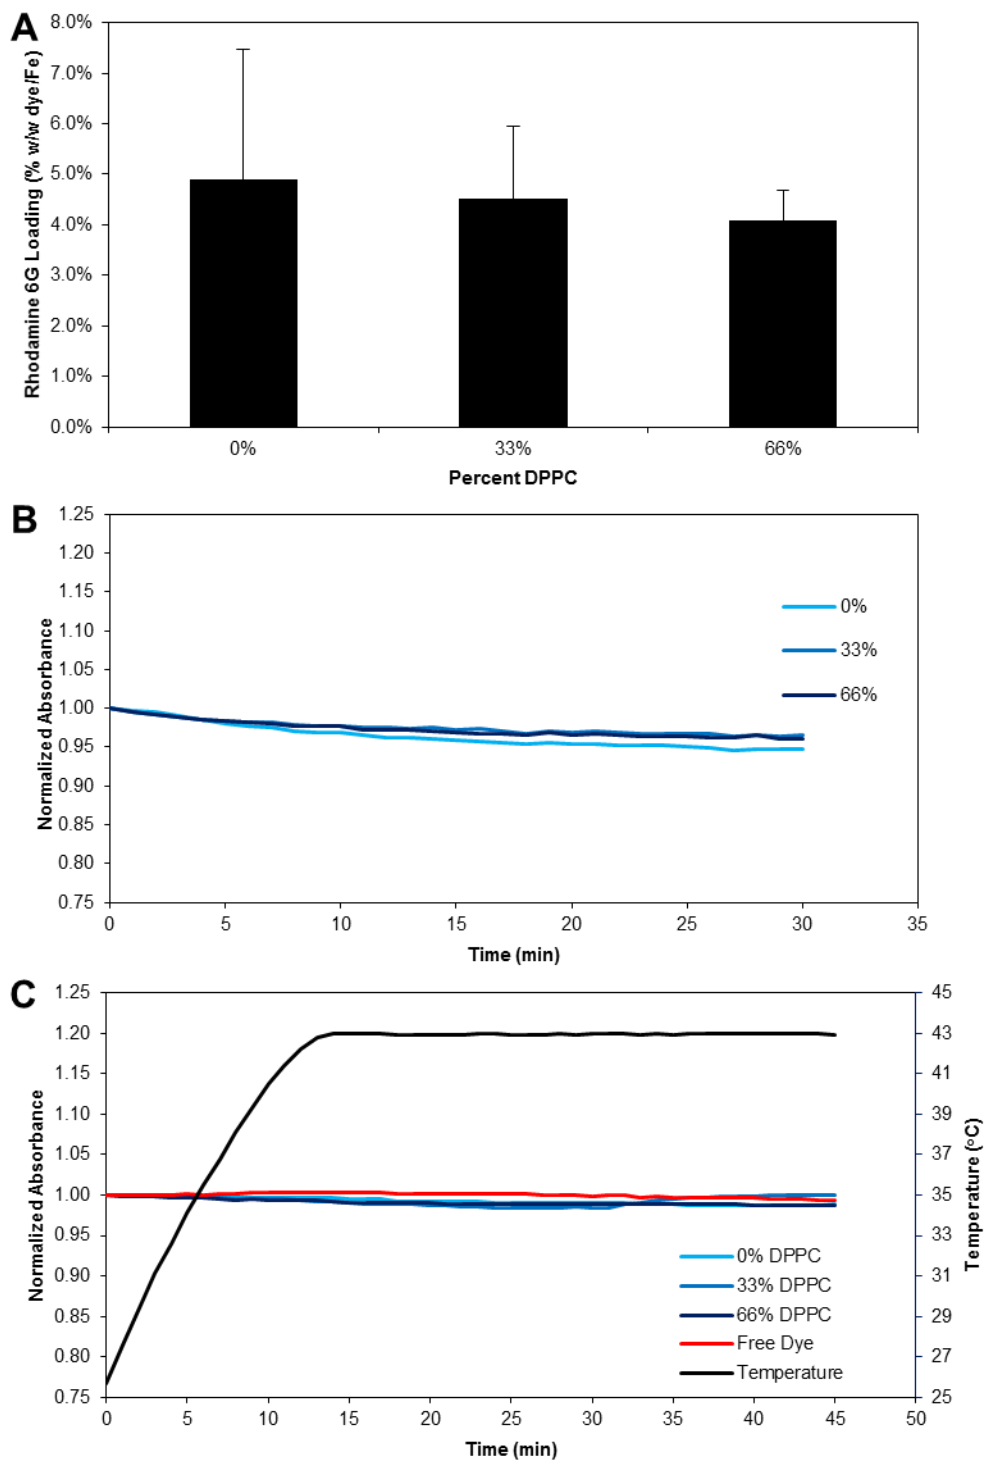 A
Rhodamine 6G Loading (% w/w dye/Fe)
8.0%
7.0%
6.0%
5.0%
4.0%
3.0%
2.0%
1.0%
0.0%
0% 33% 66%
Percent DPPC
B
Normalized Absorbance
1.25
1.20
1.15
1.10
1.05
1.00
0.95
0.90
0.85
0.80
0.75
0%
33%
66%
0 5 10 15 20 25 30 35
Time (min)
C
Normalized Absorbance
1.25
1.20
1.15
1.10
1.05
1.00
0.95
0.90
0.85
0.80
0.75
0% DPPC
33% DPPC
66% DPPC
Free Dye
Temperature
45
43
41
39
37
35
33
31
29
27
25
Temperature (°C)
0 5 10 15 20 25 30 35 40 45 50
Time (min)